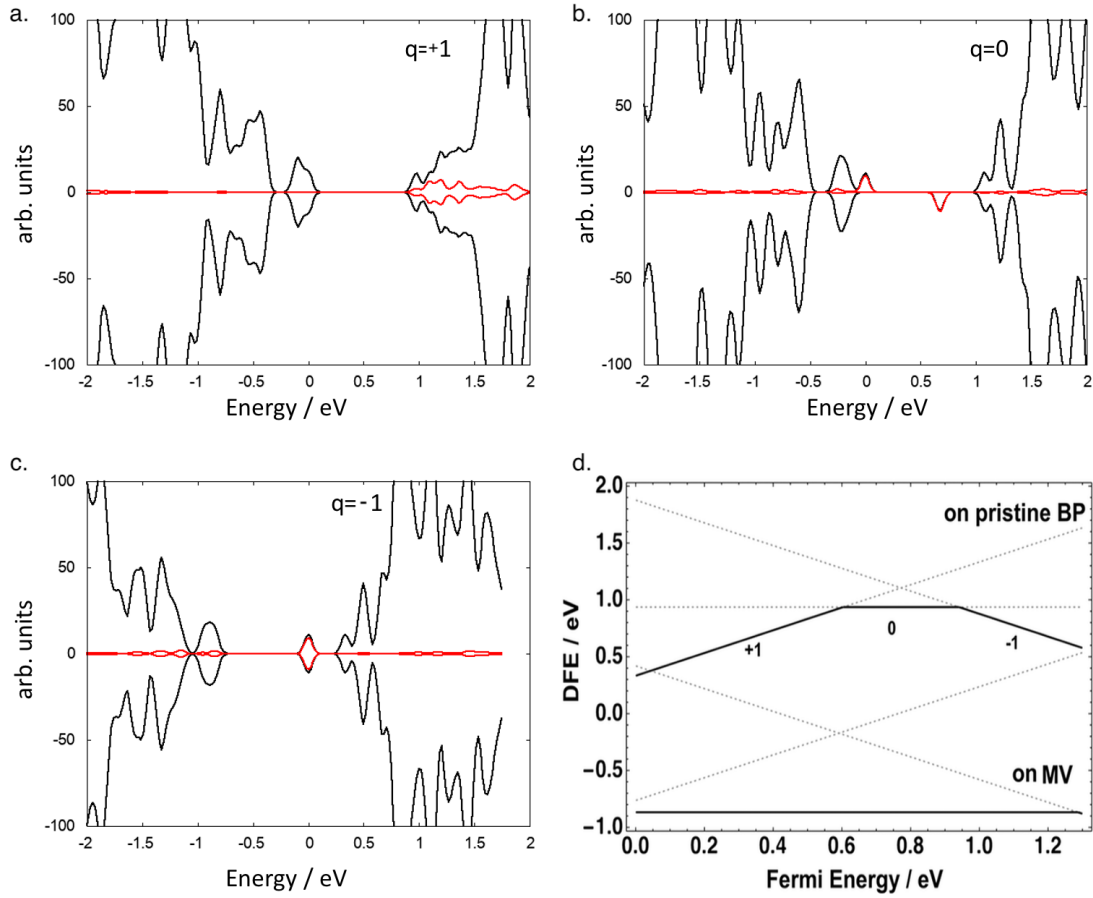 a.
q=+1
100
50
0
-50
-100
arb. units
-2 -1.5 -1 -0.5 0 0.5 1 1.5 2
Energy / eV
b.
q=0
100
50
0
-50
-100
arb. units
-2 -1.5 -1 -0.5 0 0.5 1 1.5 2
Energy / eV
c.
q=-1
100
50
0
-50
-100
arb. units
-2 -1.5 -1 -0.5 0 0.5 1 1.5 2
Energy / eV
d.
on pristine BP
+1
0
-1
on MV
2.0
1.5
1.0
0.5
0.0
−0.5
−1.0
DFE / eV
0.0 0.2 0.4 0.6 0.8 1.0 1.2
Fermi Energy / eV